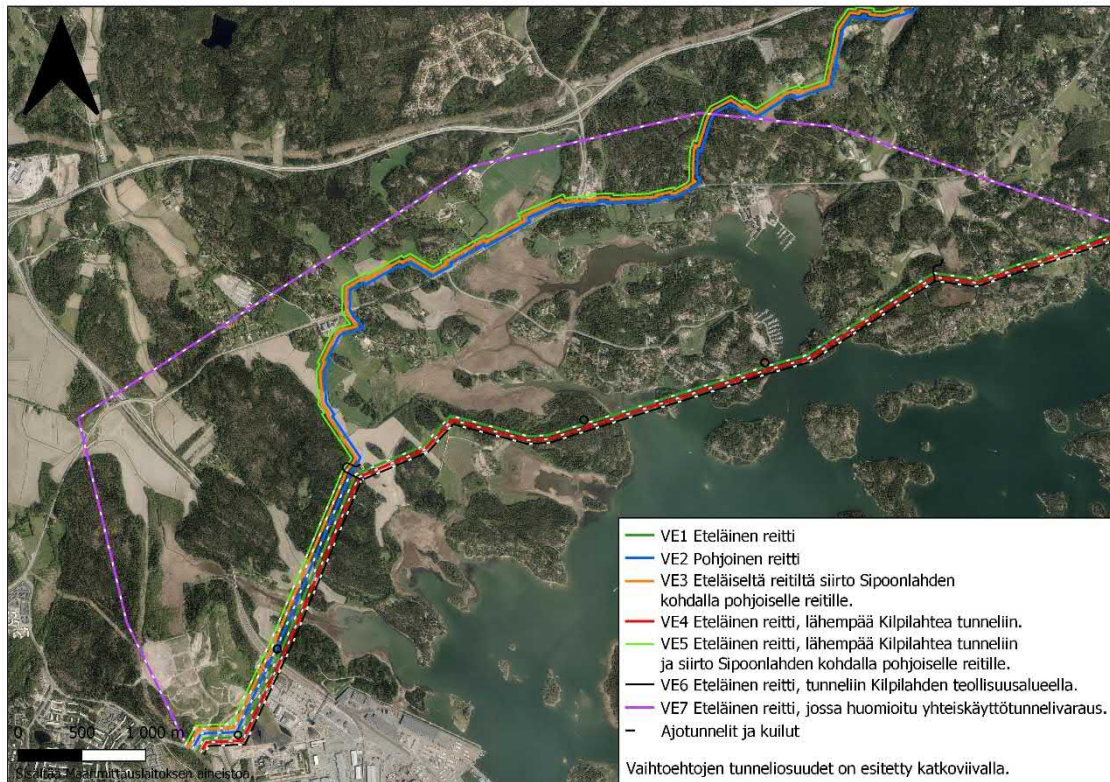 VE1 Eteläinen reitti
VE2 Pohjoinen reitti
VE3 Eteläiseltä reitiltä siirto Sipoonlahden
kohdalla pohjoiselle reitille.
VE4 Eteläinen reitti, lähempää Kilpilahtea tunneliin.
VE5 Eteläinen reitti, lähempää Kilpilahtea tunneliin
ja siirto Sipoonlahden kohdalla pohjoiselle reitille.
VE6 Eteläinen reitti, tunneliin Kilpilahden teollisuusalueella.
VE7 Eteläinen reitti, jossa huomioitu yhteiskäyttötunnelivaraus.
Ajotunnelit ja kuilut
Vaihtoehtojen tunneliosuudet on esitetty katkoviivalla.
0 500 1 000 m
Sisältää Maanmittauslaitoksen aineistoa